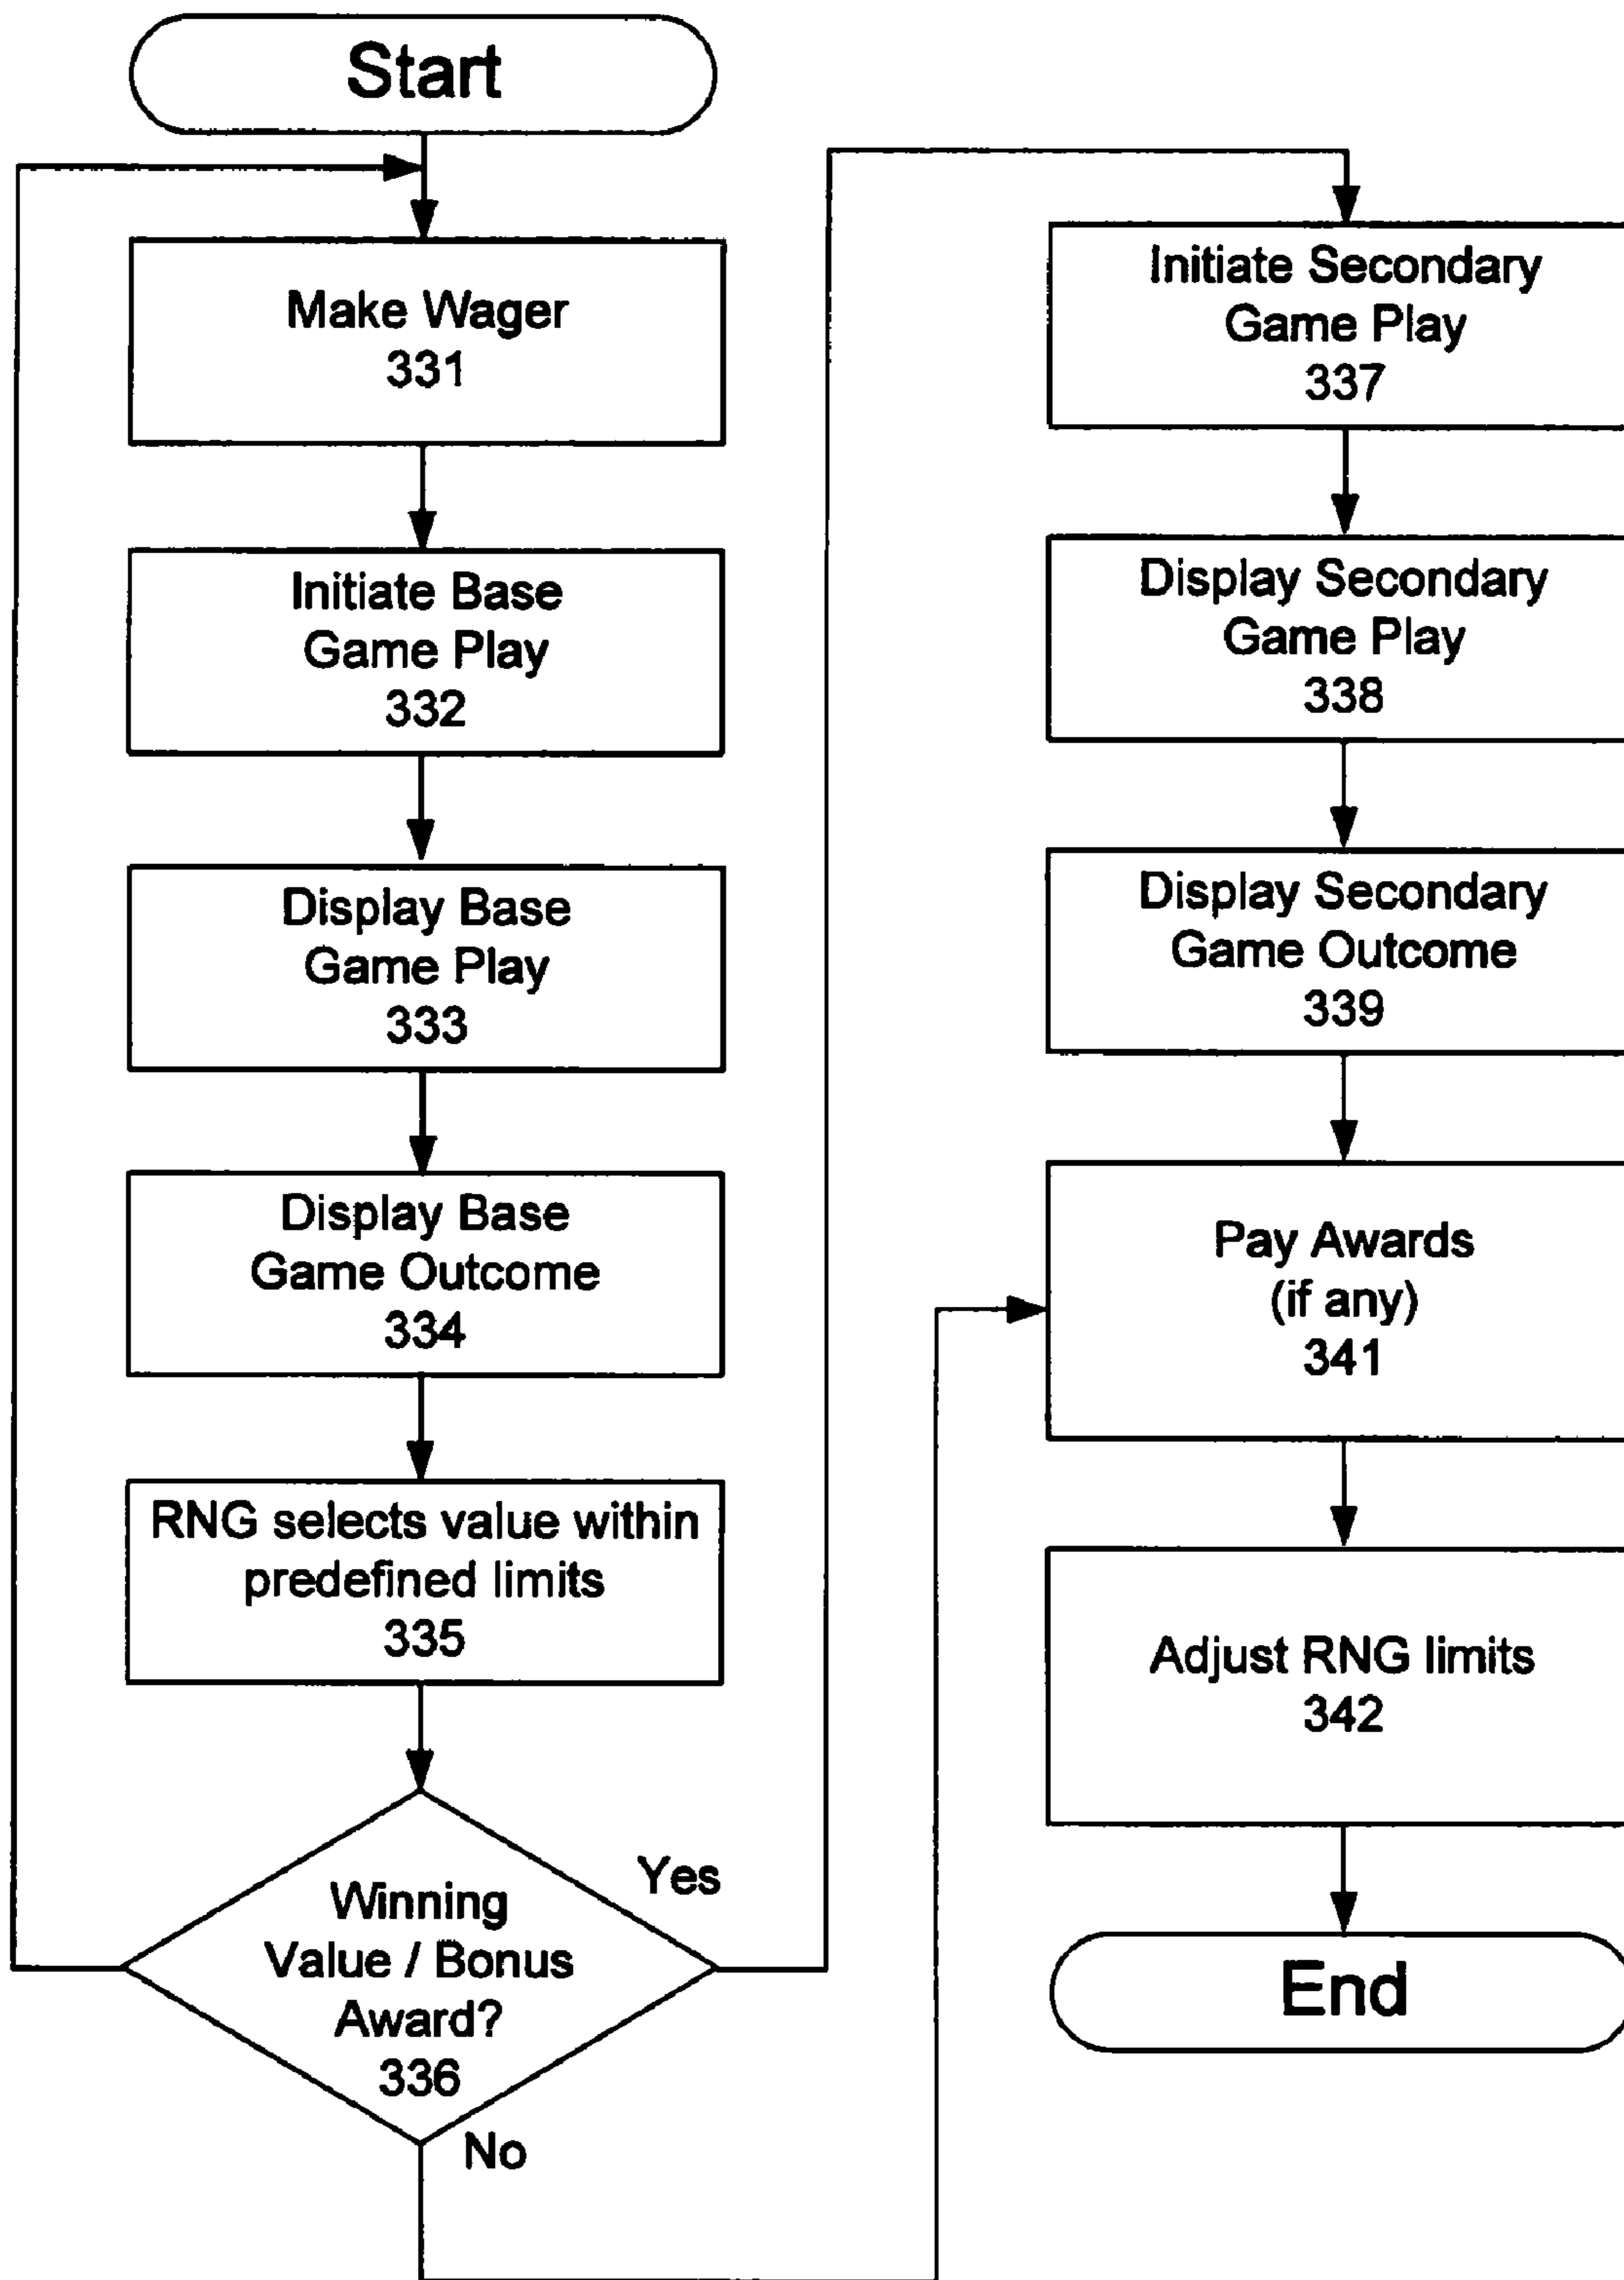 Start
Make Wager
331
Initiate Base
Game Play
332
Display Base
Game Play
333
Display Base
Game Outcome
334
RNG selects value within
predefined limits
335
Winning
Value / Bonus
Award?
336
Yes
No
Initiate Secondary
Game Play
337
Display Secondary
Game Play
338
Display Secondary
Game Outcome
339
Pay Awards
(if any)
341
Adjust RNG limits
342
End